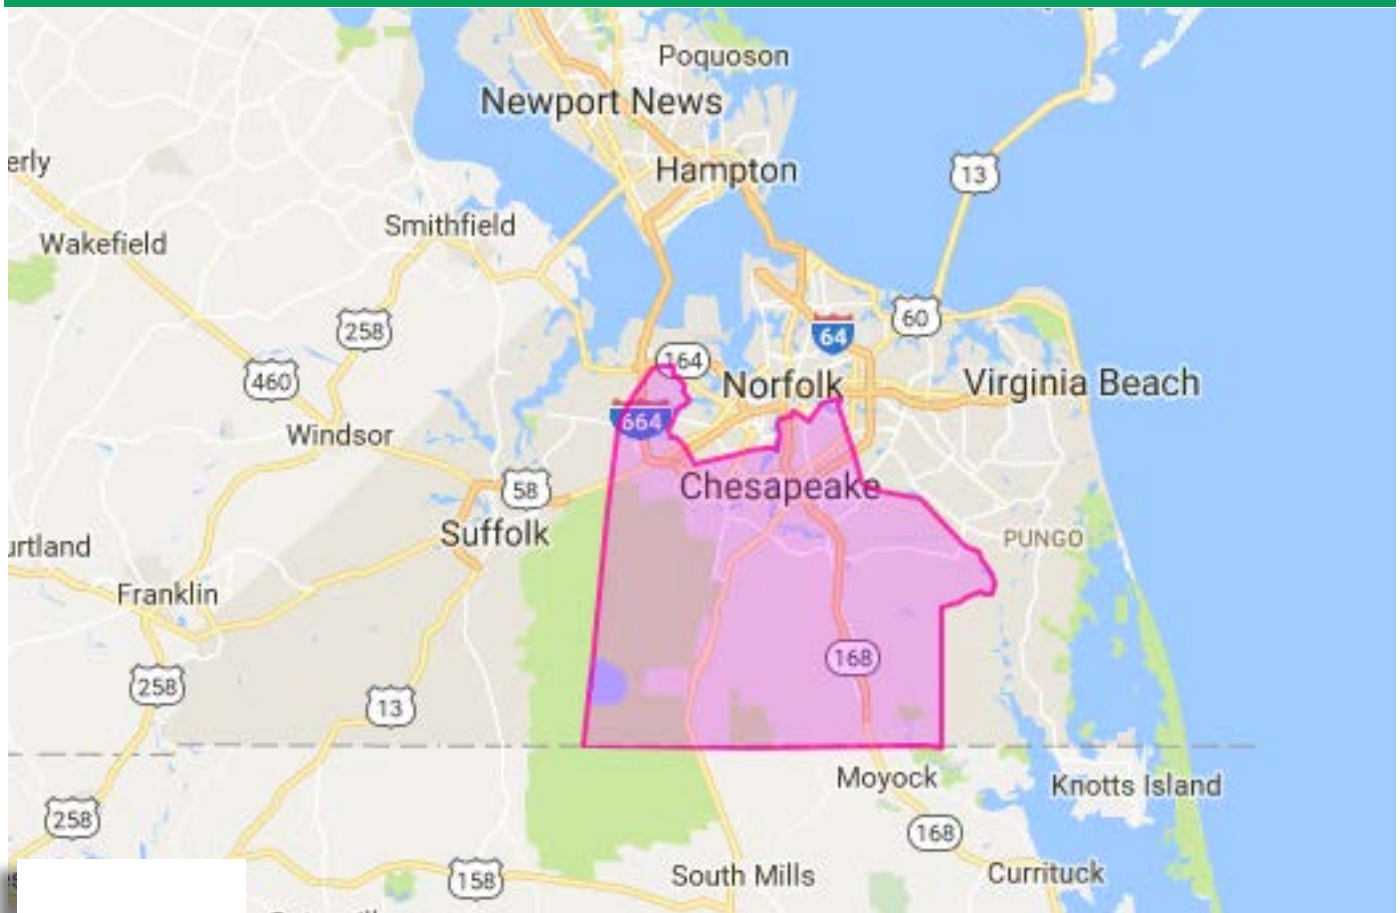 Poquoson
Newport News
erly
Hampton
13
Smithfield
Wakefield
258
60
64
164
460
Norfolk
Virginia Beach
664
Windsor
58
Chesapeake
Suffolk
PUNGO
urtland
Franklin
168
258
13
Moyock
Knotts Island
258
168
158
South Mills
Currituck